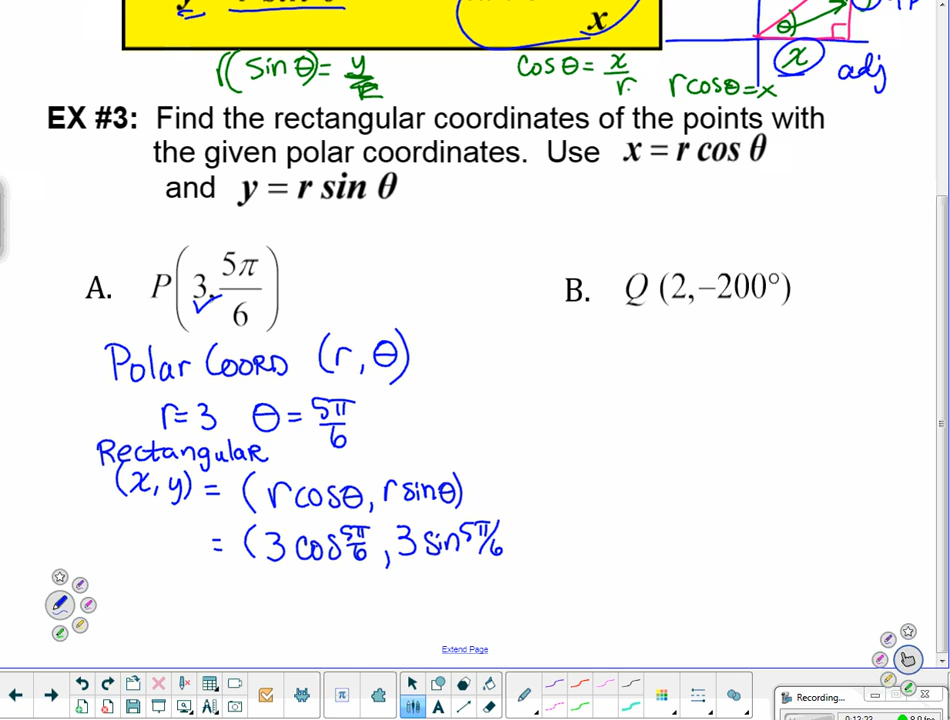 x
θ
r(sin θ) = y/r
cos θ = x/r
r cos θ = x
x
adj
EX #3: Find the rectangular coordinates of the points with
the given polar coordinates. Use x = r cos θ
and y = r sin θ
A. P(3, 5π/6)
B. Q (2, –200°)
Polar COORD (r, θ)
r = 3 θ = 5π/6
Rectangular
(x, y) = (r cos θ, r sin θ)
= (3 cos 5π/6, 3 sin 5π/6
Extend Page
Recording...